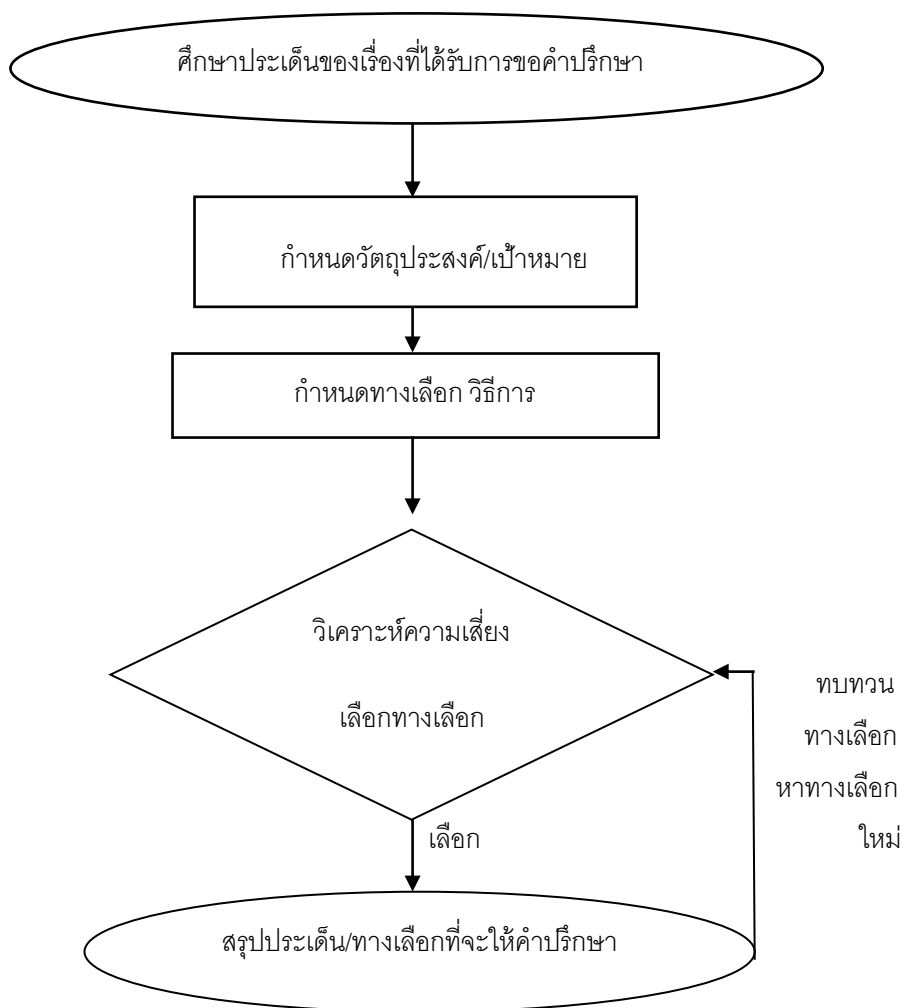 ศึกษาประเด็นของเรื่องที่ได้รับการขอคำปรึกษา
กำหนดวัตถุประสงค์/เป้าหมาย
กำหนดทางเลือก วิธีการ
วิเคราะห์ความเสี่ยง
เลือกทางเลือก
ทบทวน
ทางเลือก
หาทางเลือก
ใหม่
เลือก
สรุปประเด็น/ทางเลือกที่จะให้คำปรึกษา